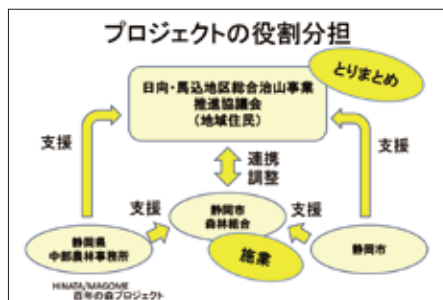 プロジェクトの役割分担
とりまとめ
日向・馬込地区総合治山事業
推進協議会
(地域住民)
支援
支援
連携
調整
支援
静岡市
森林組合
支援
静岡県
中部農林事務所
施業
静岡市
HINATA/MAGOME
百年の森プロジェクト